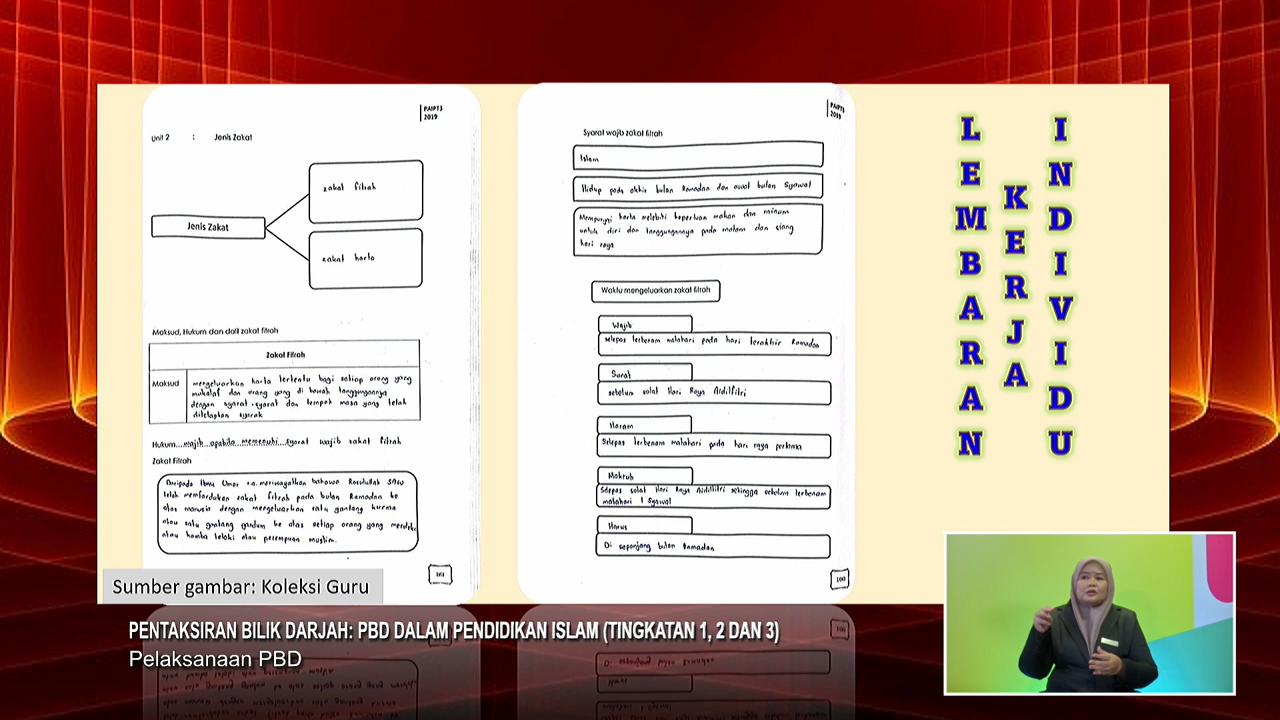 PAIPT3
2019
Unit 2 : Jenis Zakat
zakat fitrah
Jenis Zakat
zakat harta
Maksud, Hukum dan dalil zakat fitrah
Zakat Fitrah
Maksud
mengeluarkan harta tertentu bagi setiap orang yang
mukalaf dan orang yang di bawah tanggungannya
dengan syarat-syarat dan tempoh masa yang telah
ditetapkan syarak
Hukum...wajib apabila memenuhi syarat wajib zakat fitrah
Zakat Fitrah
Daripada Ibnu Umar r.a. meriwayatkan bahawa Rasulullah SAW
telah memfardukan zakat fitrah pada bulan Ramadan ke
atas manusia dengan mengeluarkan satu gantang kurma
atau satu gantang gandum ke atas setiap orang yang merdeka
atau hamba lelaki atau perempuan muslim.
101
PAIPT3
2019
Syarat wajib zakat fitrah
Islam
Hidup pada akhir bulan Ramadan dan awal bulan Syawal
Mempunyai harta melebihi keperluan makan dan minum
untuk diri dan tanggungannya pada malam dan siang
hari raya
Waktu mengeluarkan zakat fitrah
Wajib
selepas terbenam matahari pada hari terakhir Ramadan
Sunat
sebelum solat Hari Raya Aidilfitri
Haram
Selepas terbenam matahari pada hari raya pertama
Makruh
Selepas solat Hari Raya Aidilfitri sehingga sebelum terbenam
matahari 1 Syawal
Harus
Di sepanjang bulan Ramadan
100
LEMBARAN
KERJA
INDIVIDU
Sumber gambar: Koleksi Guru
PENTAKSIRAN BILIK DARJAH: PBD DALAM PENDIDIKAN ISLAM (TINGKATAN 1, 2 DAN 3)
Pelaksanaan PBD